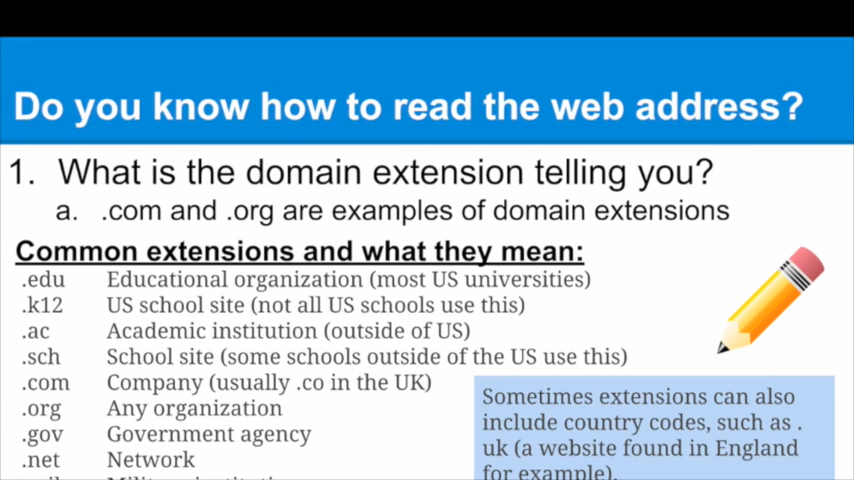 Do you know how to read the web address?
1. What is the domain extension telling you?
a. .com and .org are examples of domain extensions
Common extensions and what they mean:
.edu Educational organization (most US universities)
.k12 US school site (not all US schools use this)
.ac Academic institution (outside of US)
.sch School site (some schools outside of the US use this)
.com Company (usually .co in the UK)
.org Any organization
.gov Government agency
.net Network
Sometimes extensions can also
include country codes, such as .
uk (a website found in England
for example).